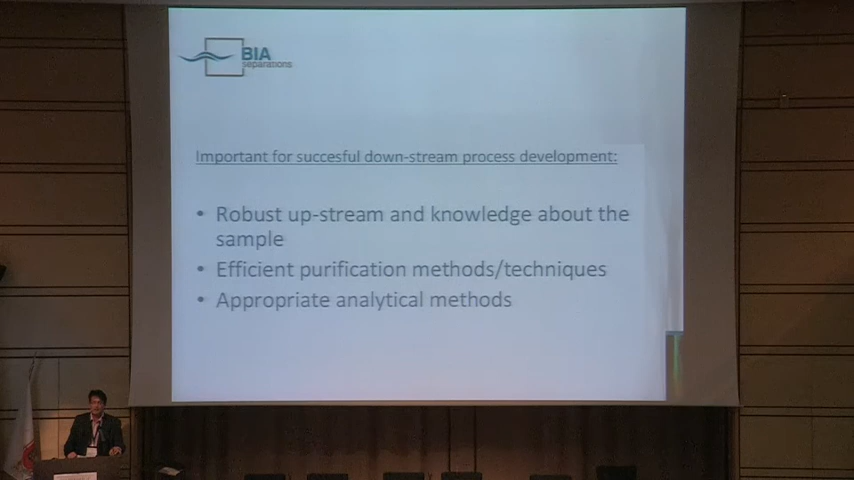 BIA
separations
Important for succesful down-stream process development:
• Robust up-stream and knowledge about the
sample
• Efficient purification methods/techniques
• Appropriate analytical methods